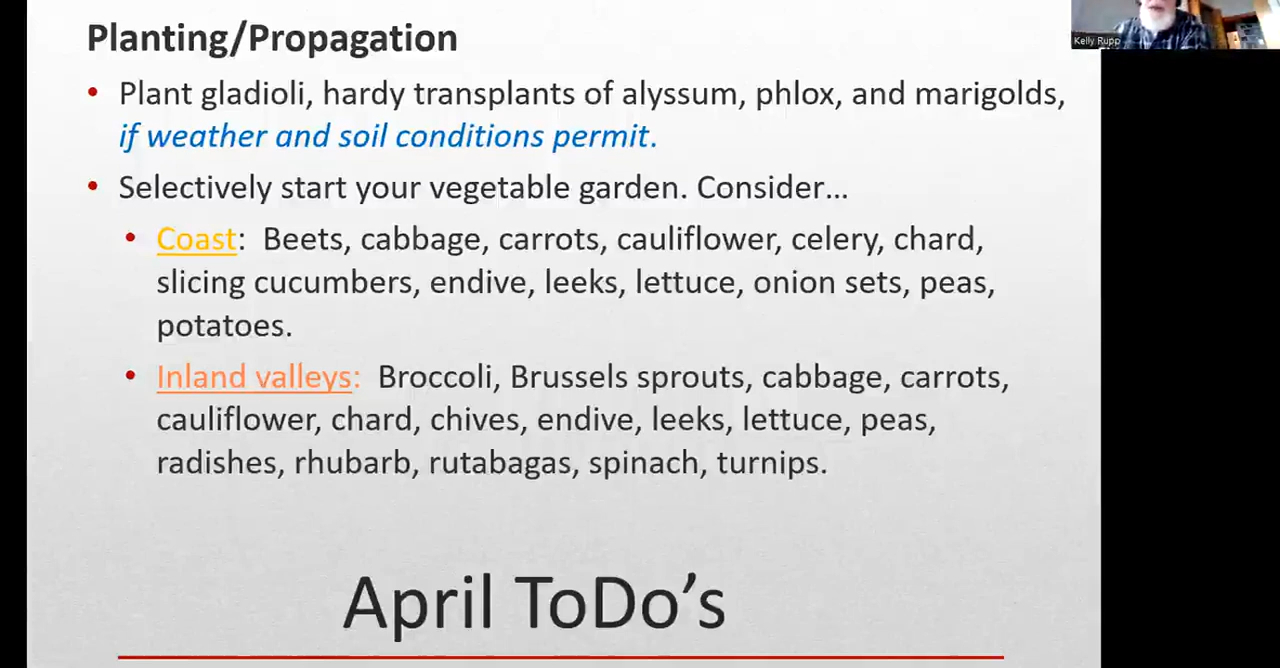 Planting/Propagation
Kelly Rupp
• Plant gladioli, hardy transplants of alyssum, phlox, and marigolds,
if weather and soil conditions permit.
• Selectively start your vegetable garden. Consider…
• Coast: Beets, cabbage, carrots, cauliflower, celery, chard,
slicing cucumbers, endive, leeks, lettuce, onion sets, peas,
potatoes.
• Inland valleys: Broccoli, Brussels sprouts, cabbage, carrots,
cauliflower, chard, chives, endive, leeks, lettuce, peas,
radishes, rhubarb, rutabagas, spinach, turnips.
April ToDo’s